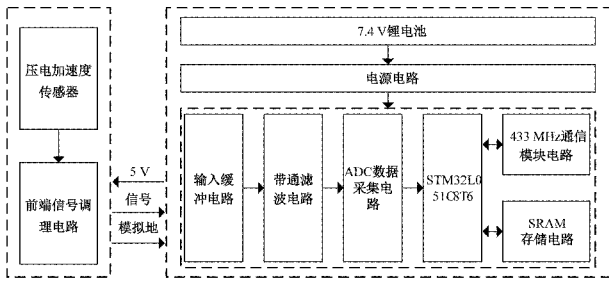 7.4 V锂电池
电源电路
压电加速度
传感器
前端信号调
理电路
5 V
信号
模拟地
输入缓
冲电路
带通滤
波电路
ADC数据
采集电
路
STM32L0
51C8T6
433 MHz通信
模块电路
SRAM
存储电路